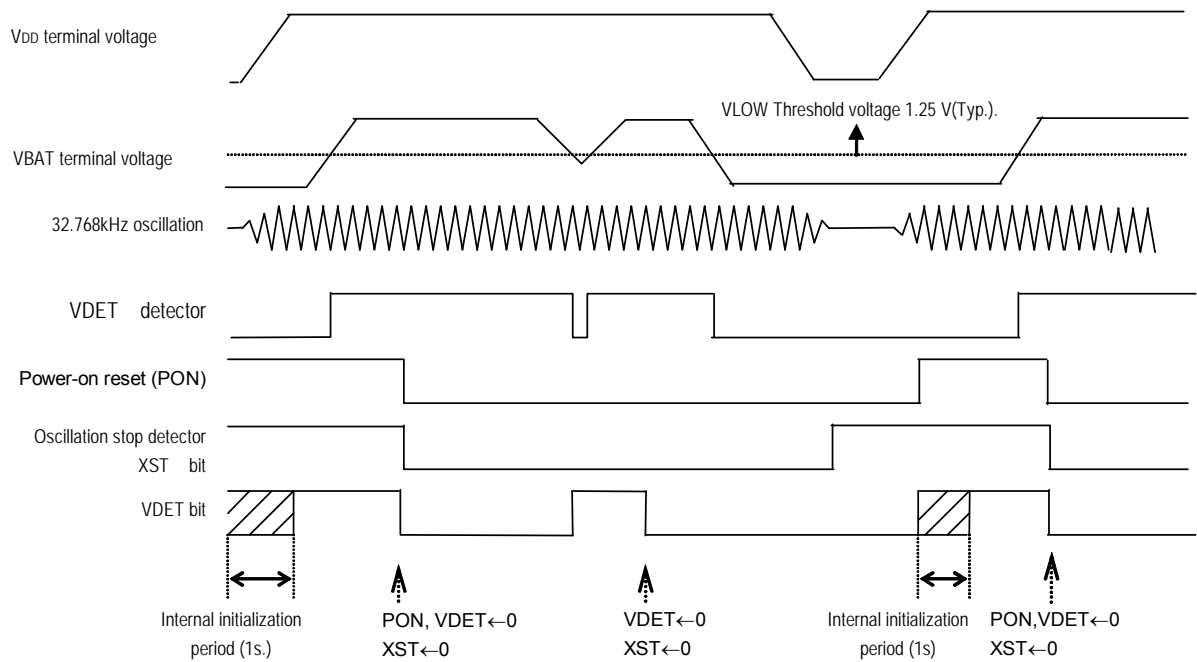 VDD terminal voltage
VLOW Threshold voltage 1.25 V(Typ.).
VBAT terminal voltage
32.768kHz oscillation
VDET detector
Power-on reset (PON)
Oscillation stop detector
XST bit
VDET bit
Internal initialization
period (1s.)
PON, VDET←0
XST←0
VDET←0
XST←0
Internal initialization
period (1s)
PON,VDET←0
XST←0